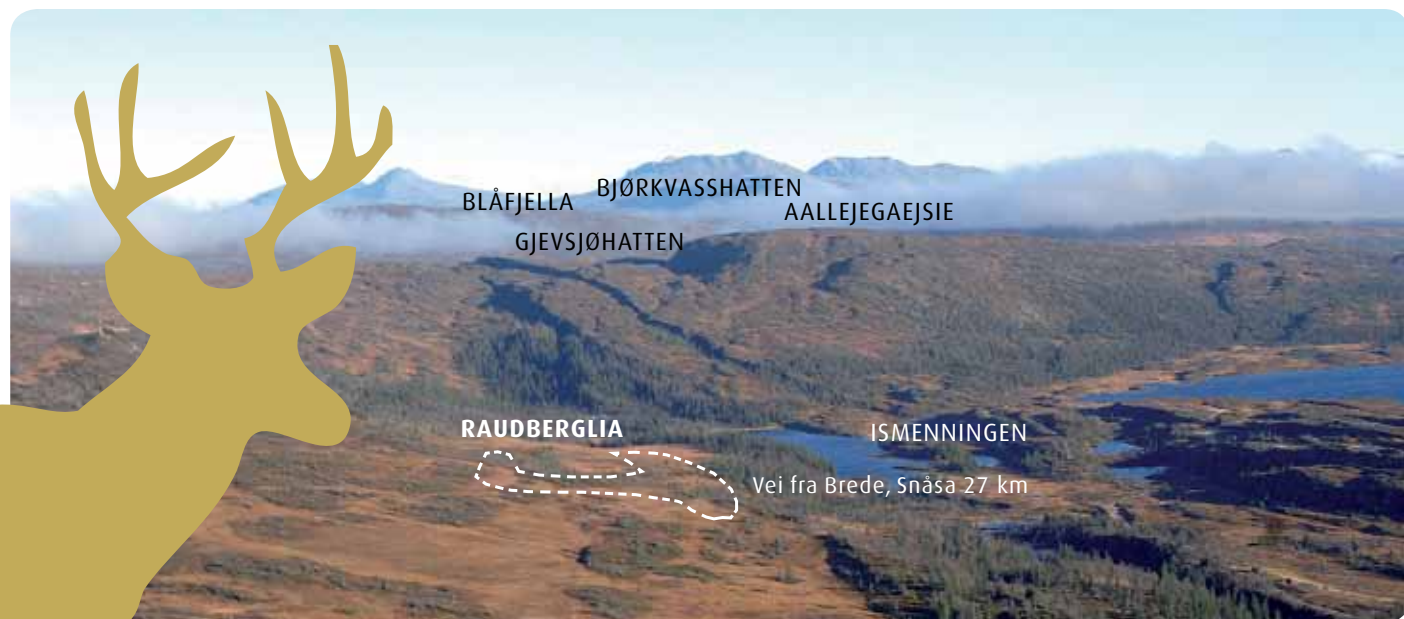 BLÅFJELLA
BJØRKVASSHATTEN
AALLEJEGAEJSIE
GJEVSJØHATTEN
RAUDBERGLIA
ISMENNINGEN
Vei fra Brede, Snåsa 27 km